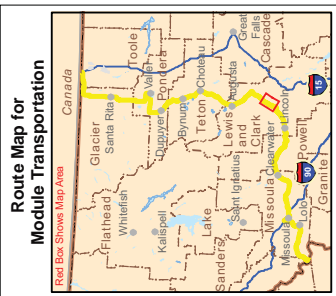 Route Map for
Module Transportation
Red Box Shows Map Area
Canada
Glacier
Santa Rita
Toole
Flathead
Whitefish
Valier
Pondera
Dupuyer
Kalispell
Bynum
Choteau
Teton
Lake
Augusta
Great
Falls
Cascade
Lewis
and
Clark
Sanders
Saint Ignatius
15
Lincoln
Missoula
Clearwater
Powell
90
Missoula
Lolo
Granite